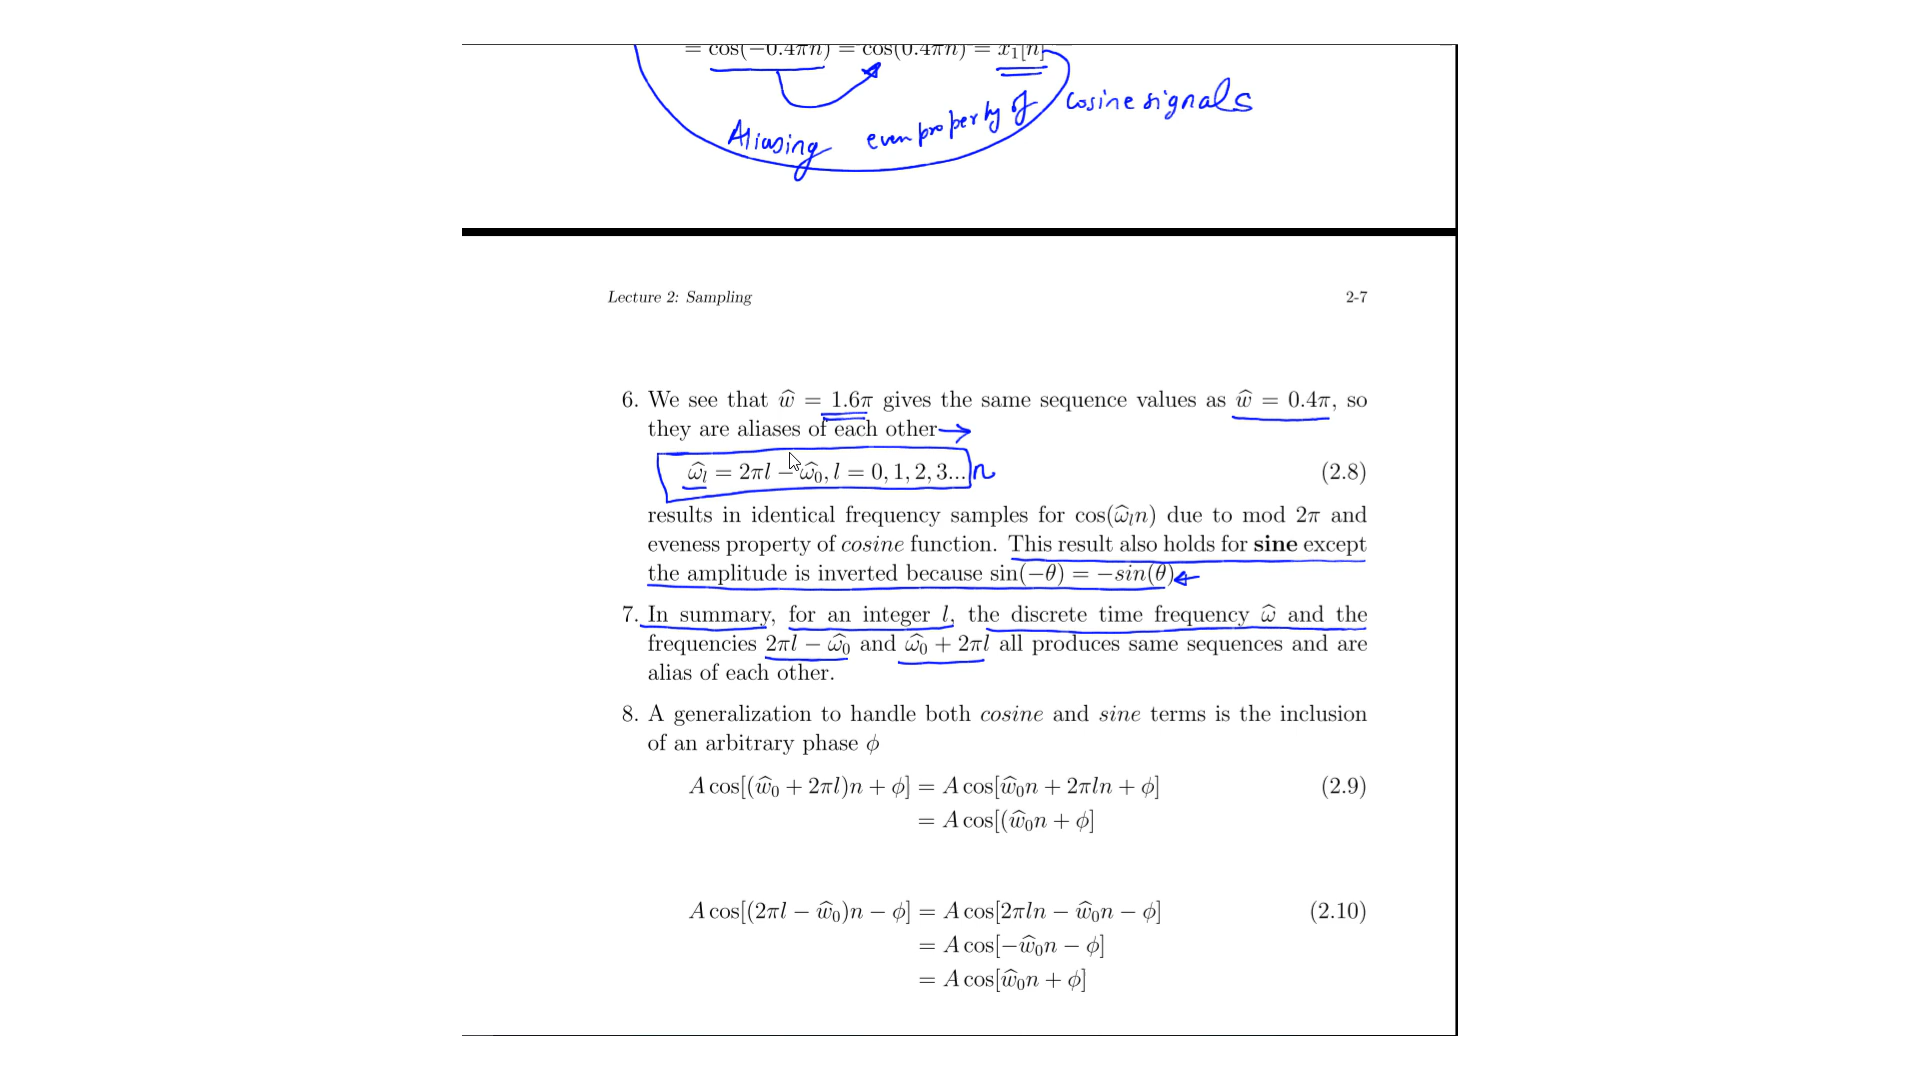 = cos(−0.4πn) = cos(0.4πn) = x₁[n]
Aliasing even property of cosine signals
Lecture 2: Sampling 2-7
6. We see that ŵ = 1.6π gives the same sequence values as ŵ = 0.4π, so
they are aliases of each other
ω̂ₗ = 2πl − ω̂₀, l = 0, 1, 2, 3... n (2.8)
results in identical frequency samples for cos(ω̂ₗn) due to mod 2π and
eveness property of cosine function. This result also holds for sine except
the amplitude is inverted because sin(−θ) = −sin(θ)
7. In summary, for an integer l, the discrete time frequency ω̂ and the
frequencies 2πl − ω̂₀ and ω̂₀ + 2πl all produces same sequences and are
alias of each other.
8. A generalization to handle both cosine and sine terms is the inclusion
of an arbitrary phase ϕ
A cos[(ŵ₀ + 2πl)n + ϕ] = A cos[ŵ₀n + 2πln + ϕ] (2.9)
= A cos[(ŵ₀n + ϕ]
A cos[(2πl − ŵ₀)n − ϕ] = A cos[2πln − ŵ₀n − ϕ] (2.10)
= A cos[−ŵ₀n − ϕ]
= A cos[ŵ₀n + ϕ]